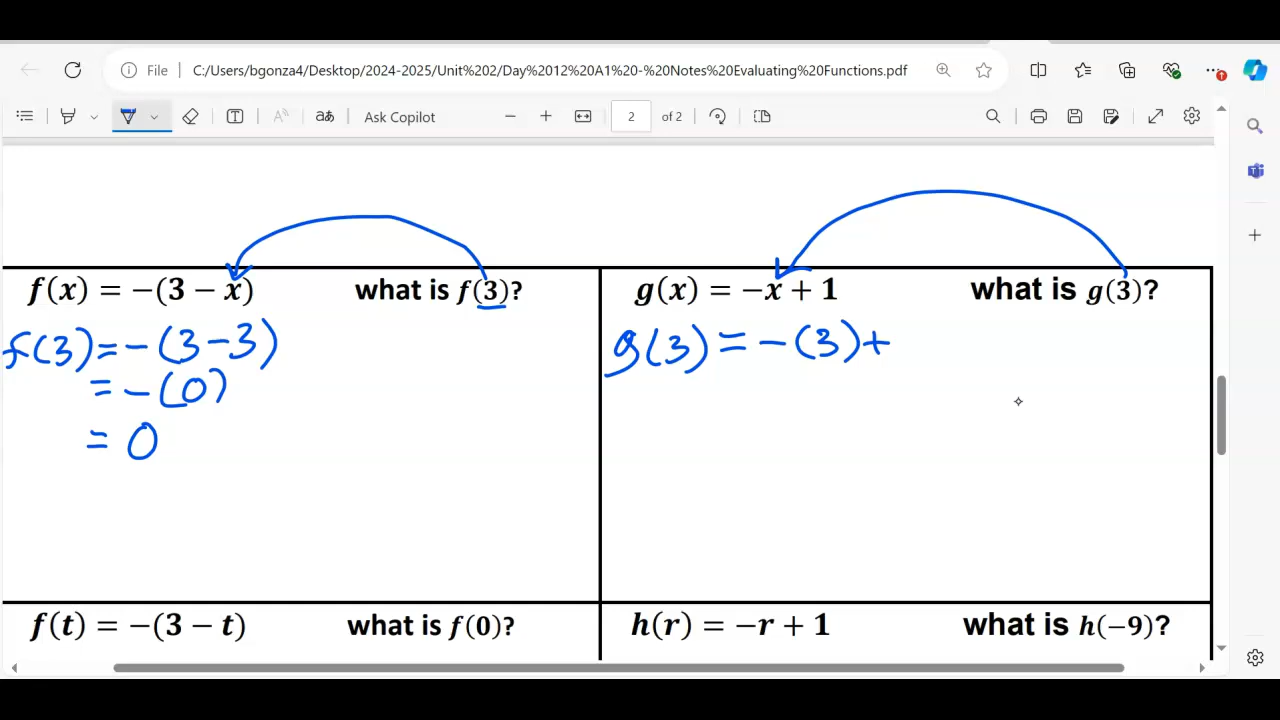 File C:/Users/bgonza4/Desktop/2024-2025/Unit%202/Day%2012%20A1%20-%20Notes%20Evaluating%20Functions.pdf
Ask Copilot 2 of 2
f(x) = −(3 − x) what is f(3)?
f(3) = −(3−3)
= −(0)
= 0
g(x) = −x + 1 what is g(3)?
g(3) = −(3)+
f(t) = −(3 − t) what is f(0)?
h(r) = −r + 1 what is h(−9)?